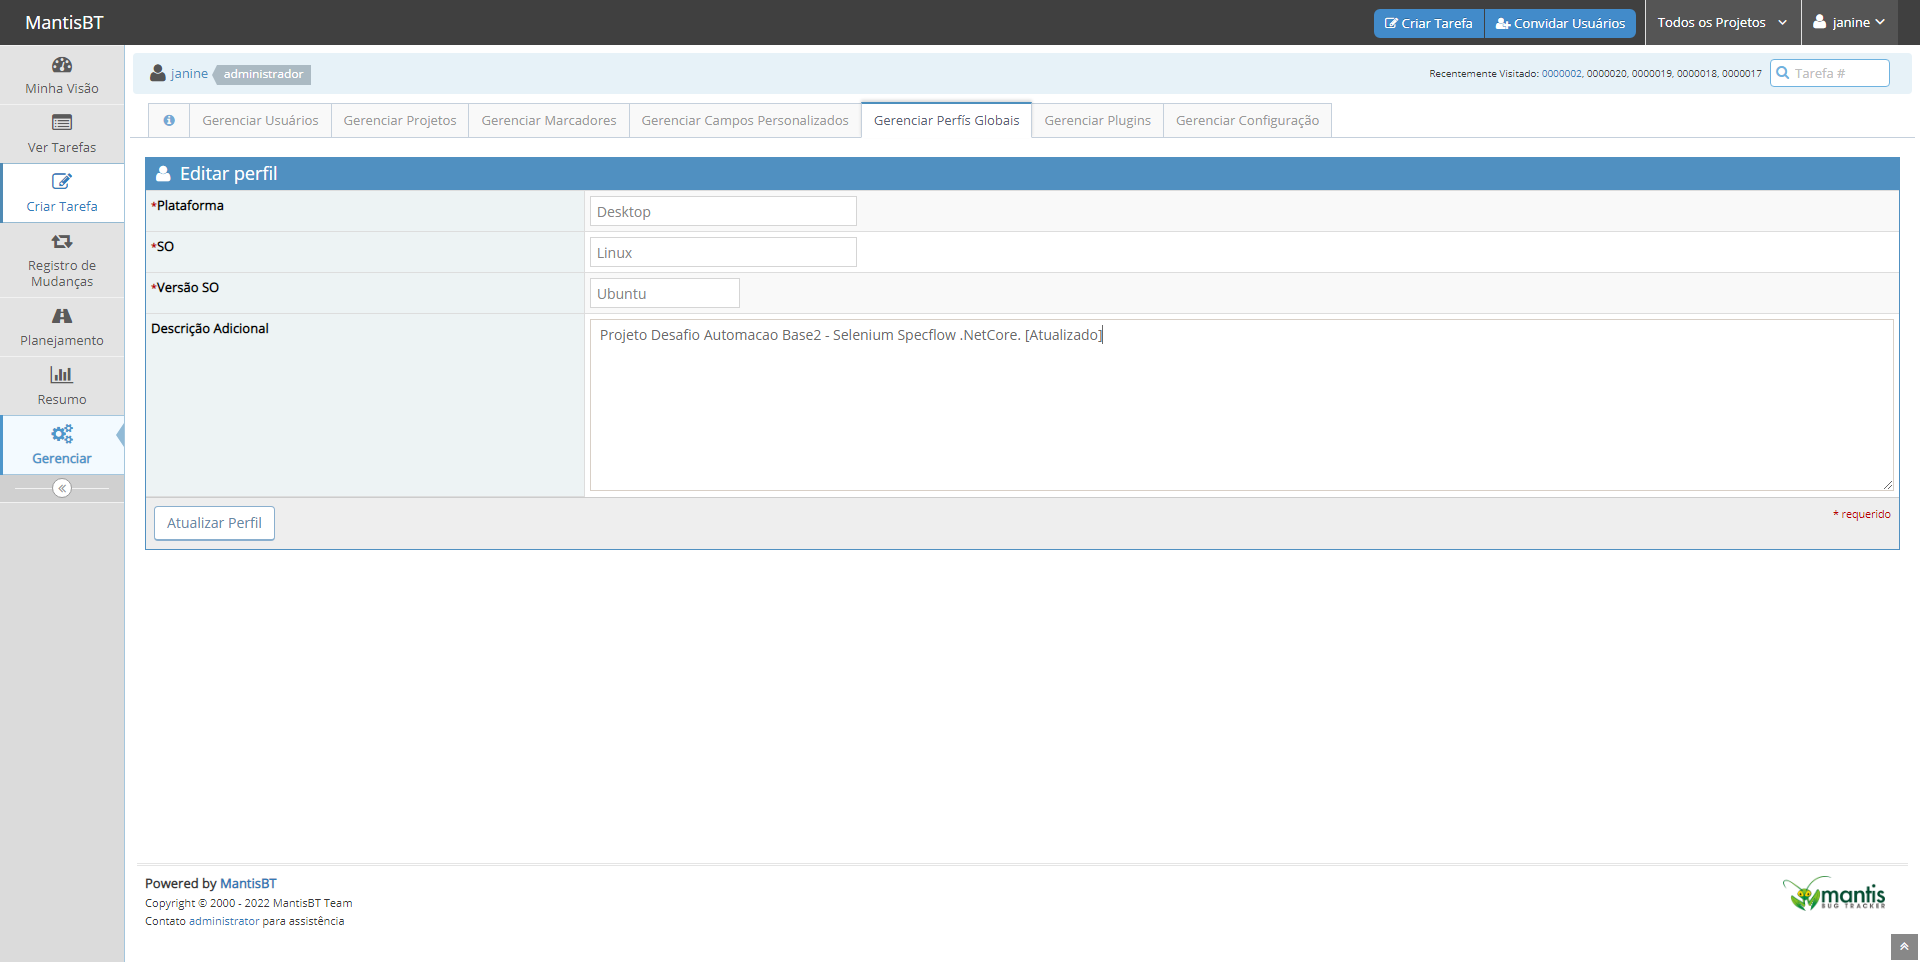 MantisBT
Criar Tarefa
Convidar Usuários
Todos os Projetos
janine
Minha Visão
Ver Tarefas
Criar Tarefa
Registro de
Mudanças
Planejamento
Resumo
Gerenciar
janine
administrador
Recentemente Visitado: 0000002, 0000020, 0000019, 0000018, 0000017
Tarefa #
Gerenciar Usuários
Gerenciar Projetos
Gerenciar Marcadores
Gerenciar Campos Personalizados
Gerenciar Perfís Globais
Gerenciar Plugins
Gerenciar Configuração
Editar perfil
*Plataforma
Desktop
*SO
Linux
*Versão SO
Ubuntu
Descrição Adicional
Projeto Desafio Automacao Base2 - Selenium Specflow .NetCore. [Atualizado]
Atualizar Perfil
* requerido
Powered by MantisBT
Copyright © 2000 - 2022 MantisBT Team
Contato administrator para assistência
mantis
BUG TRACKER